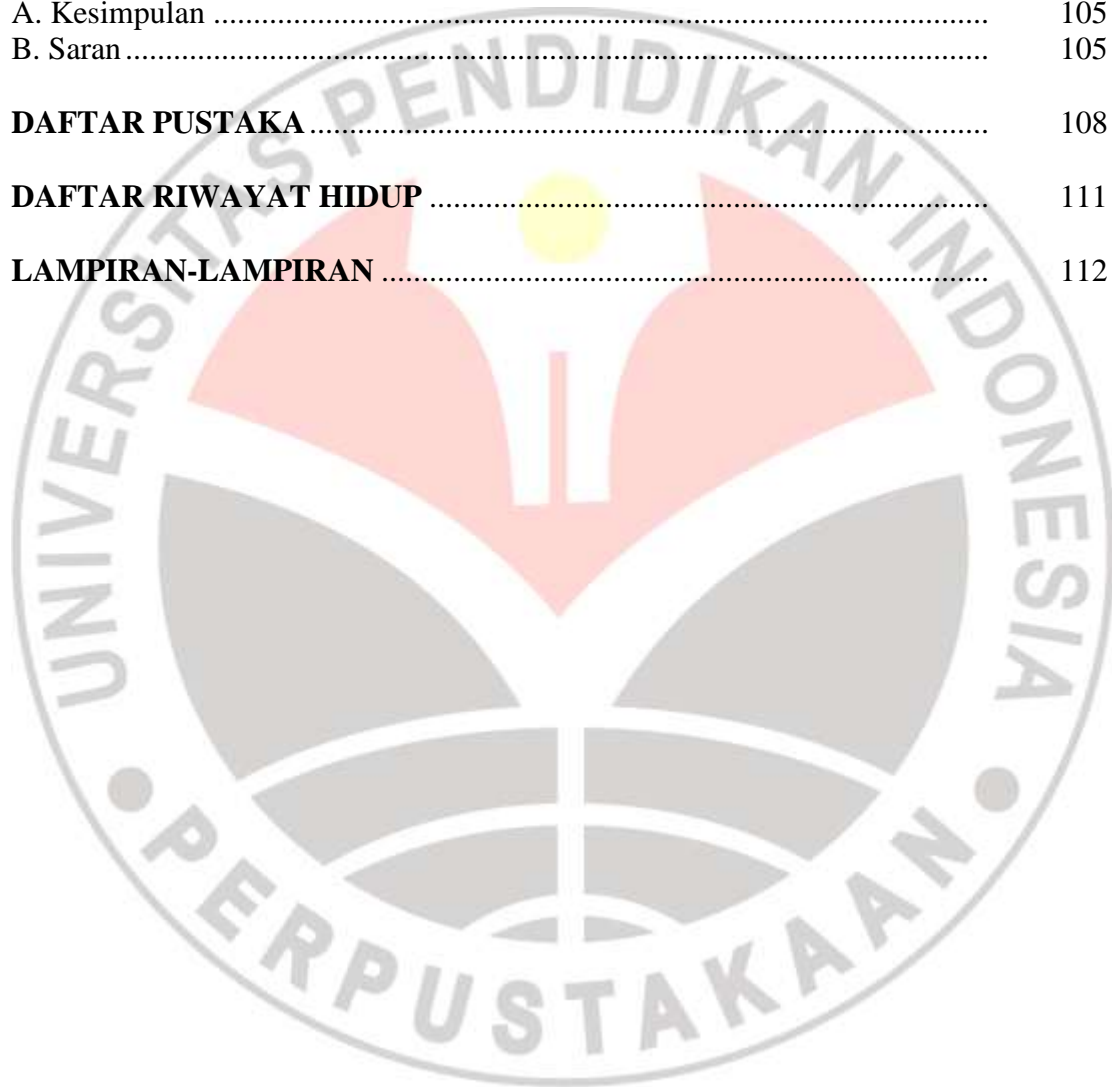 A. Kesimpulan ........................................................................................ 105
B. Saran ........................................................................................ 105
DAFTAR PUSTAKA ........................................................................................ 108
DAFTAR RIWAYAT HIDUP ........................................................................................ 111
LAMPIRAN-LAMPIRAN ........................................................................................ 112
UNIVERSITAS PENDIDIKAN INDONESIA
PERPUSTAKAAN